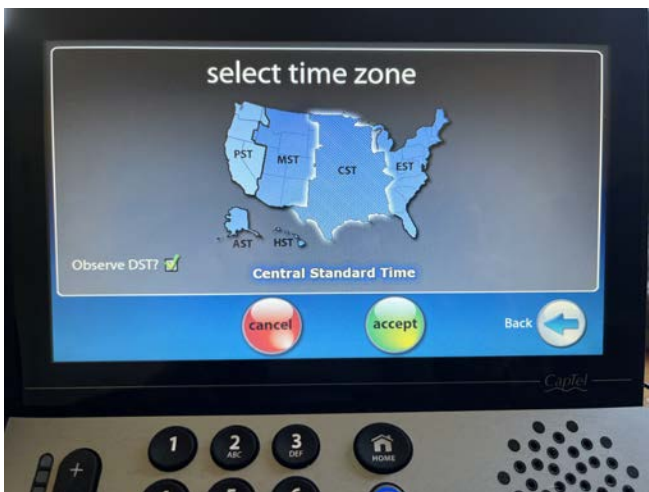 select time zone
PST
MST
CST
EST
AST
HST
Observe DST?
Central Standard Time
cancel
accept
Back
CapTel
1
2
ABC
3
DEF
HOME
+